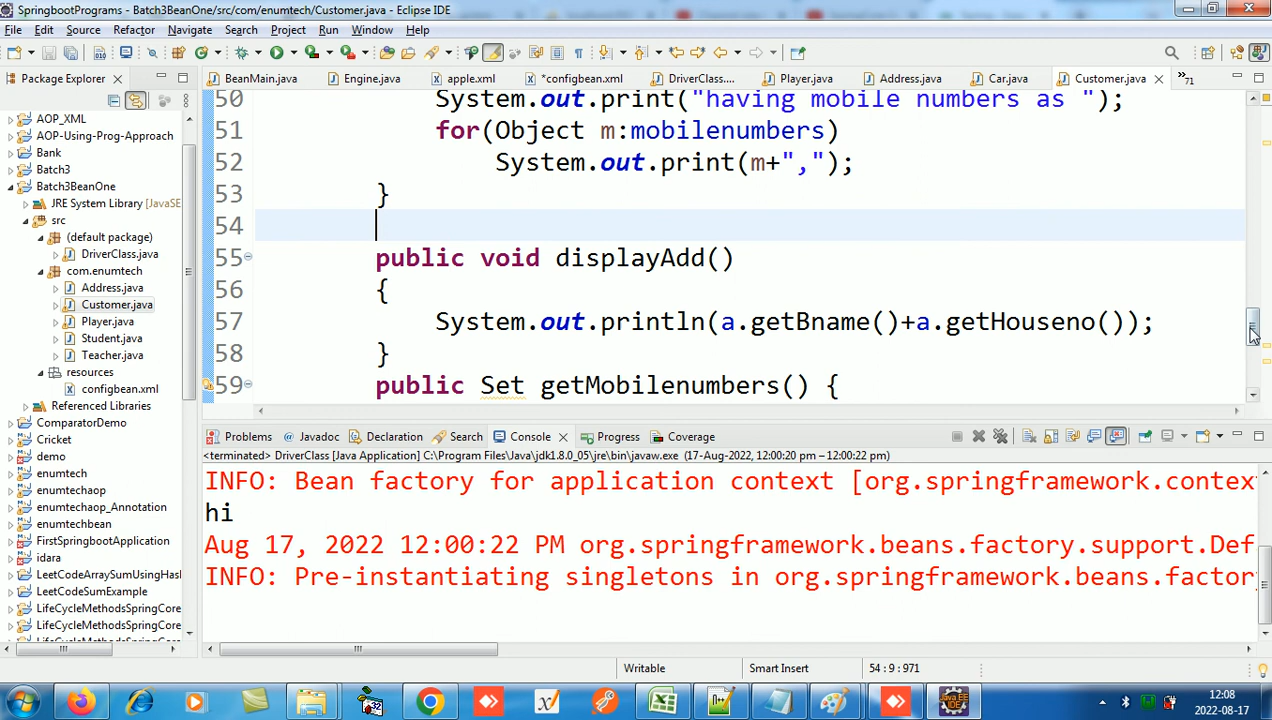 SpringbootPrograms - Batch3BeanOne/src/com/enumtech/Customer.java - Eclipse IDE
File Edit Source Refactor Navigate Search Project Run Window Help
Package Explorer
BeanMain.java Engine.java apple.xml *configbean.xml DriverClass.... Player.java Address.java Car.java Customer.java »71
AOP_XML
AOP-Using-Prog-Approach
Bank
Batch3
Batch3BeanOne
JRE System Library [JavaSE
src
(default package)
DriverClass.java
com.enumtech
Address.java
Customer.java
Player.java
Student.java
Teacher.java
resources
configbean.xml
Referenced Libraries
ComparatorDemo
Cricket
demo
enumtech
enumtechaop
enumtechaop_Annotation
enumtechbean
FirstSpringbootApplication
idara
LeetCodeArraySumUsingHas
LeetCodeSumExample
LifeCycleMethodsSpringCore
LifeCycleMethodsSpringCore
50 System.out.print("having mobile numbers as ");
51 for(Object m:mobilenumbers)
52 System.out.print(m+",");
53 }
54
55 public void displayAdd()
56 {
57 System.out.println(a.getBname()+a.getHouseno());
58 }
59 public Set getMobilenumbers() {
Problems @ Javadoc Declaration Search Console Progress Coverage
<terminated> DriverClass [Java Application] C:\Program Files\Java\jdk1.8.0_05\jre\bin\javaw.exe (17-Aug-2022, 12:00:20 pm – 12:00:22 pm)
INFO: Bean factory for application context [org.springframework.context
hi
Aug 17, 2022 12:00:22 PM org.springframework.beans.factory.support.Def
INFO: Pre-instantiating singletons in org.springframework.beans.factory
Writable Smart Insert 54 : 9 : 971
12:08
2022-08-17